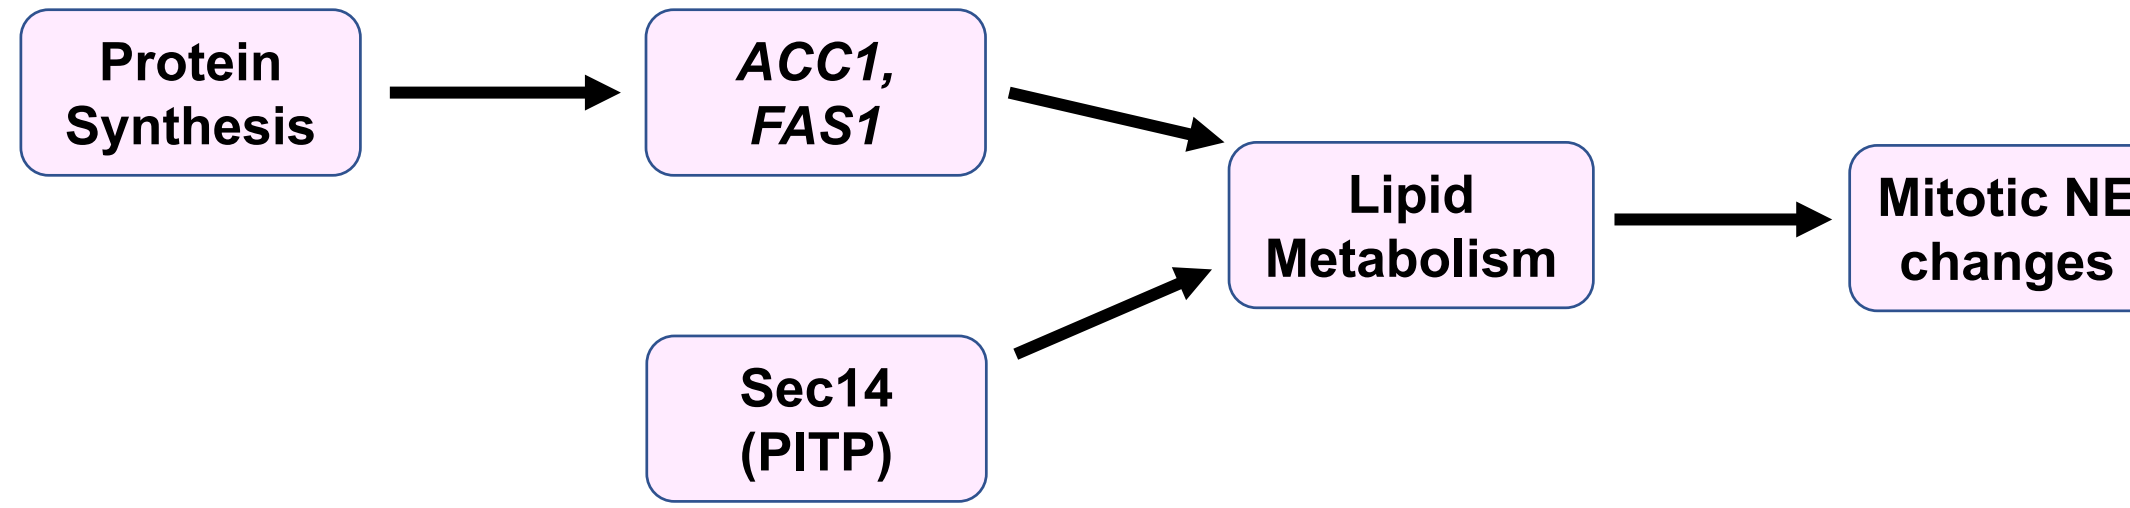 Protein
Synthesis
ACC1,
FAS1
Sec14
(PITP)
Lipid
Metabolism
Mitotic NE
changes